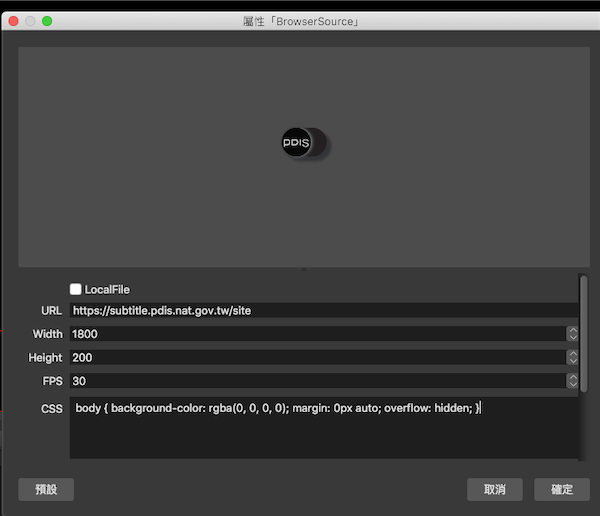 屬性「BrowserSource」
PDIS
LocalFile
URL https://subtitle.pdis.nat.gov.tw/site
Width 1800
Height 200
FPS 30
CSS body { background-color: rgba(0, 0, 0, 0); margin: 0px auto; overflow: hidden; }
預設 取消 確定